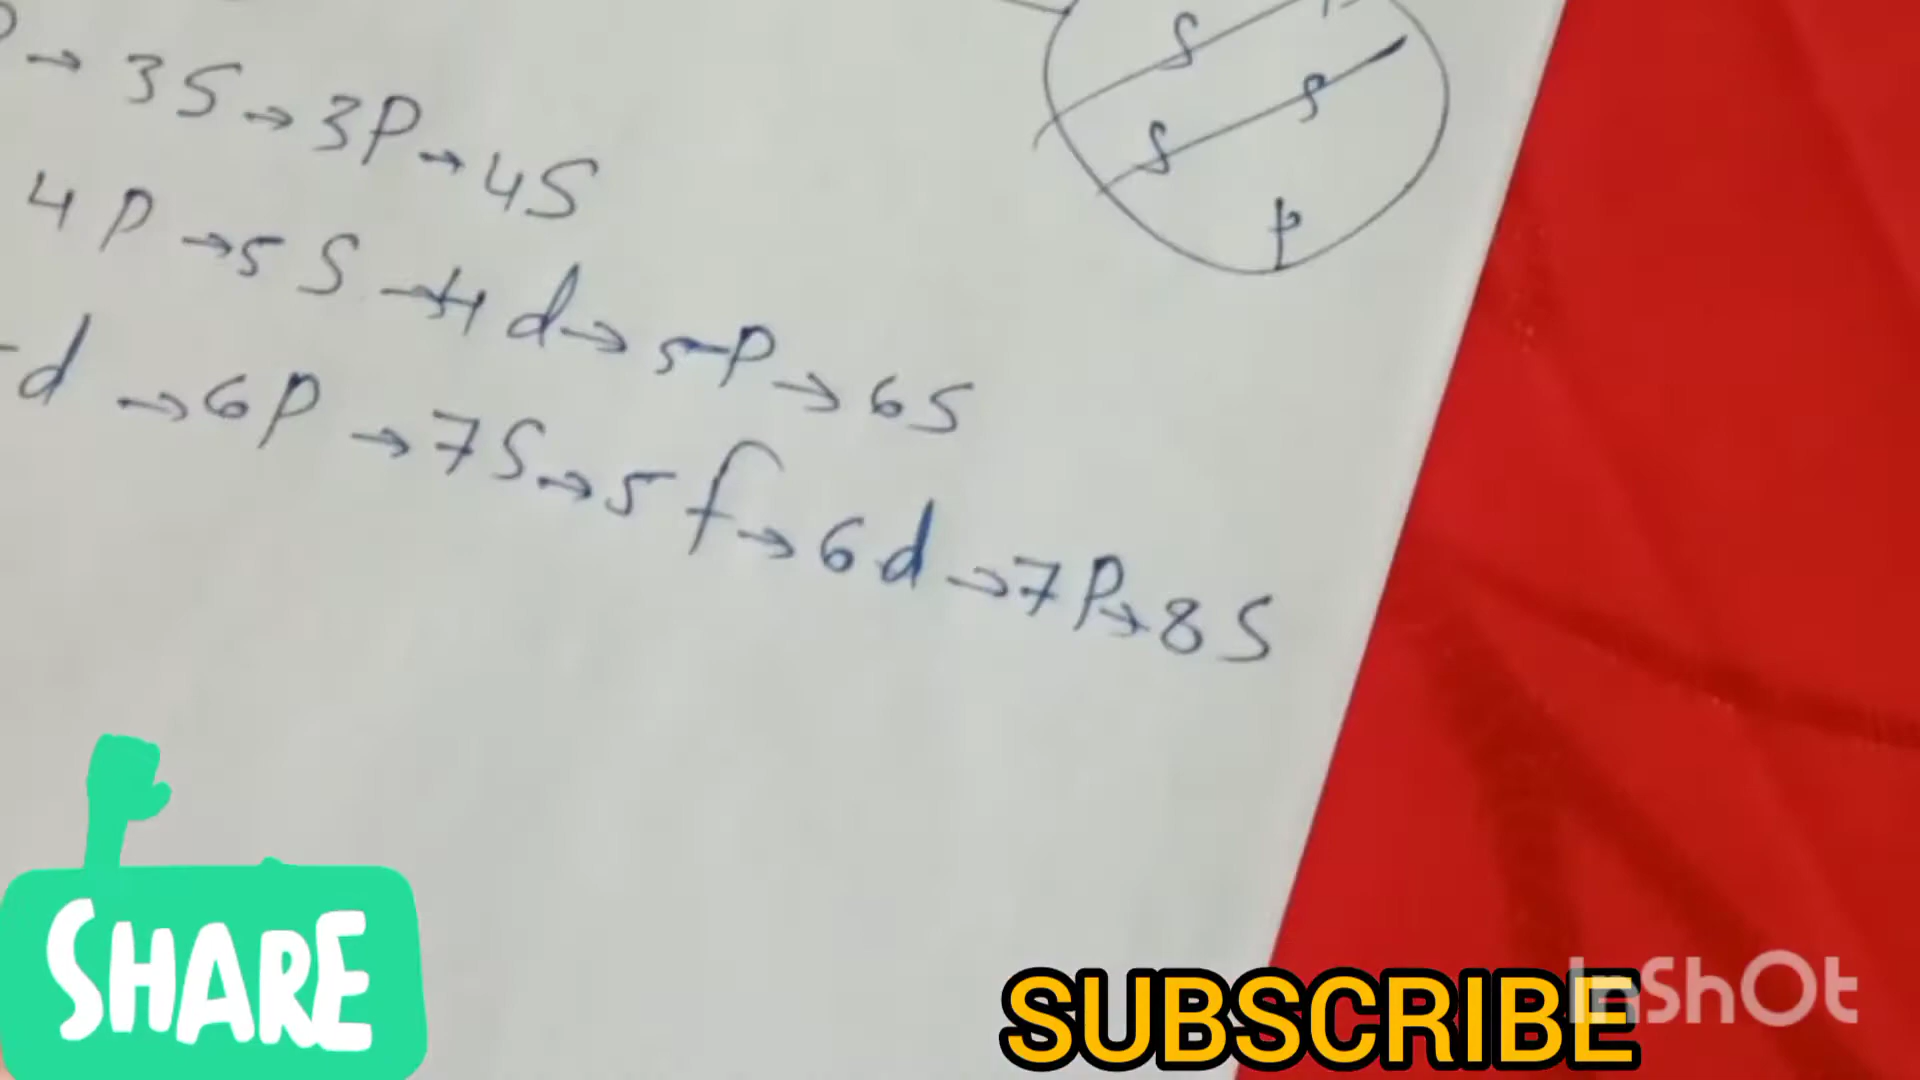 → 3S → 3P → 4S
4P → 5S → 4d → 5P → 6S
d → 6P → 7S → 5f → 6d → 7P → 8S
S
S
S
P
SHARE
SUBSCRIBE
InShOt